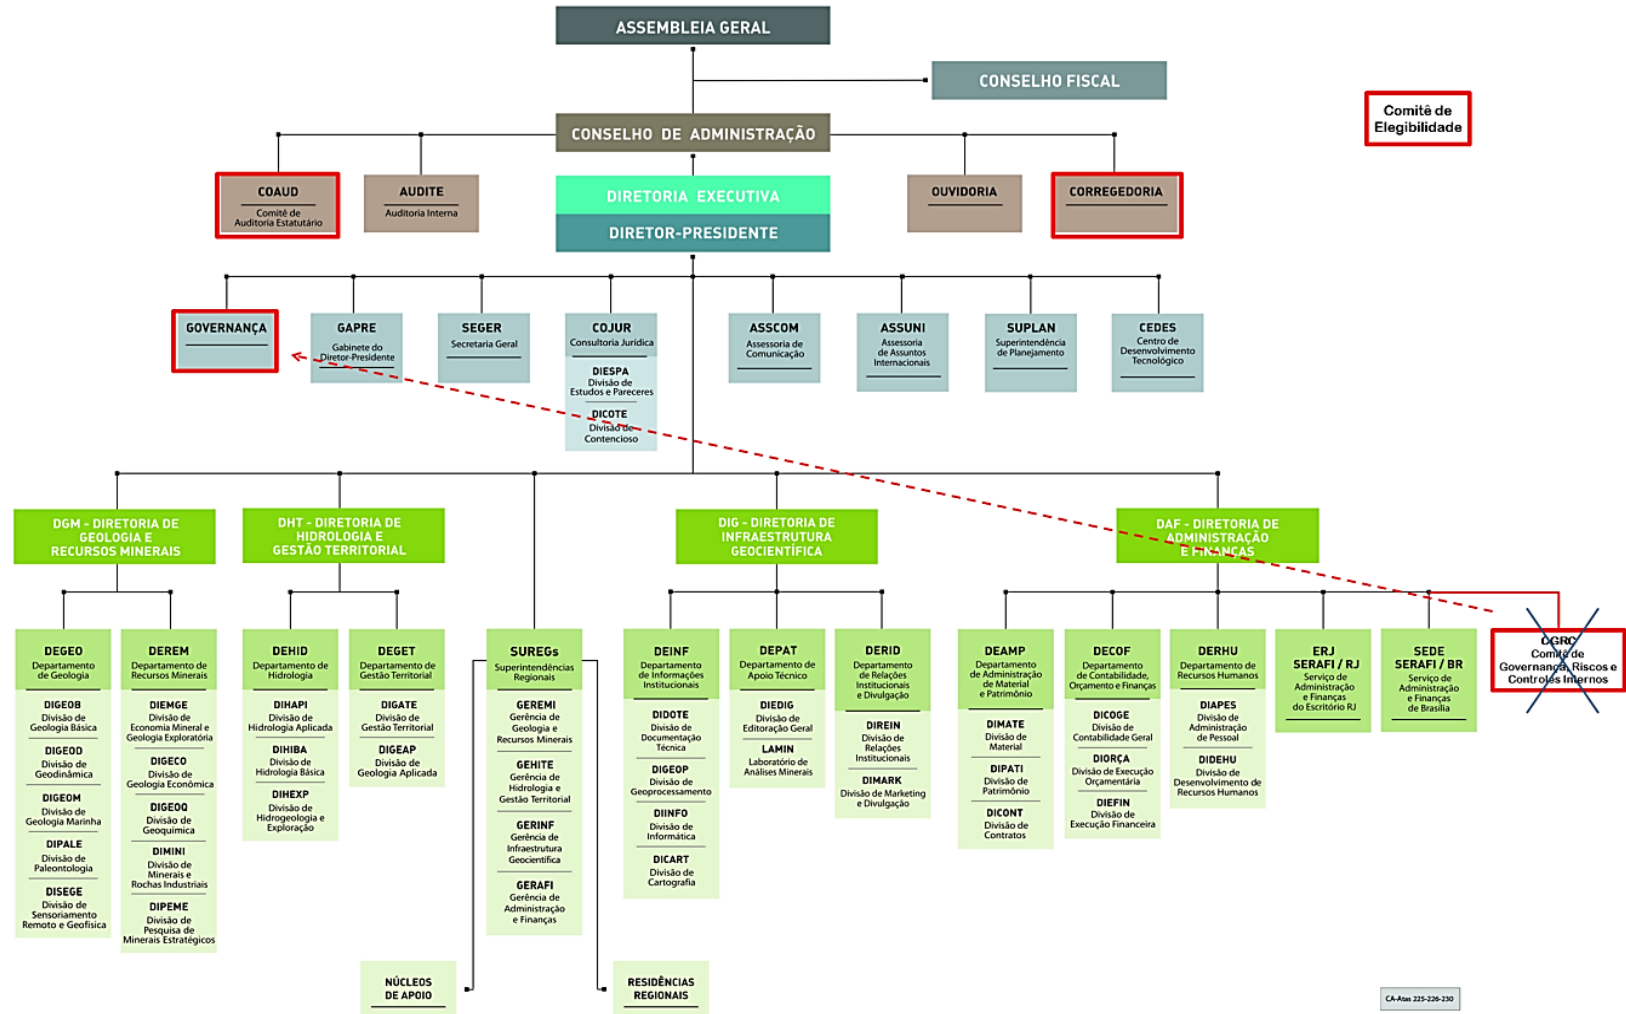 ASSEMBLEIA GERAL
CONSELHO FISCAL
Comitê de
Elegibilidade
CONSELHO DE ADMINISTRAÇÃO
COAUD
Comitê de
Auditoria Estatutário
AUDITE
Auditoria Interna
DIRETORIA EXECUTIVA
DIRETOR-PRESIDENTE
OUVIDORIA
CORREGEDORIA
GOVERNANÇA
GAPRE
Gabinete do
Diretor-Presidente
SEGER
Secretaria Geral
COJUR
Consultoria Jurídica
DIESPA
Divisão de
Estudos e Pareceres
DICOTE
Divisão de
Contencioso
ASSCOM
Assessoria de
Comunicação
ASSUNI
Assessoria
de Assuntos
Internacionais
SUPLAN
Superintendência
de Planejamento
CEDES
Centro de
Desenvolvimento
Tecnológico
DGM - DIRETORIA DE
GEOLOGIA E
RECURSOS MINERAIS
DHT - DIRETORIA DE
HIDROLOGIA E
GESTÃO TERRITORIAL
DIG - DIRETORIA DE
INFRAESTRUTURA
GEOCIENTÍFICA
DAF - DIRETORIA DE
ADMINISTRAÇÃO
E FINANÇAS
DEGEO
Departamento
de Geologia
DIGEOB
Divisão de
Geologia Básica
DIGEOD
Divisão de
Geodinâmica
DIGEOM
Divisão de
Geologia Marinha
DIPALE
Divisão de
Paleontologia
DISEGE
Divisão de
Sensoriamento
Remoto e Geofísica
DEREM
Departamento de
Recursos Minerais
DIEMGE
Divisão de
Economia Mineral e
Geologia Exploratória
DIGECO
Divisão de
Geologia Econômica
DIGEOQ
Divisão de
Geoquímica
DIMINI
Divisão de
Minerais e
Rochas Industriais
DIPEME
Divisão de
Pesquisa de
Minerais Estratégicos
DEHID
Departamento de
Hidrologia
DIHAPI
Divisão de
Hidrologia Aplicada
DIHIBA
Divisão de
Hidrologia Básica
DIHEXP
Divisão de
Hidrogeologia e
Exploração
DEGET
Departamento de
Gestão Territorial
DIGATE
Divisão de
Gestão Territorial
DIGEAP
Divisão de
Geologia Aplicada
SUREGs
Superintendências
Regionais
GEREMI
Gerência de
Geologia e
Recursos Minerais
GEHITE
Gerência de
Hidrologia e
Gestão Territorial
GERINF
Gerência de
Infraestrutura
Geocientífica
GERAFI
Gerência de
Administração
e Finanças
DEINF
Departamento
de Informações
Institucionais
DIDOTE
Divisão de
Documentação
Técnica
DIGEOP
Divisão de
Geoprocessamento
DIINFO
Divisão de
Informática
DICART
Divisão de
Cartografia
DEPAT
Departamento de
Apoio Técnico
DIEDIG
Divisão de
Editoração Geral
LAMIN
Laboratório de
Análises Minerais
DERID
Departamento
de Relações
Institucionais
e Divulgação
DIREIN
Divisão de
Relações
Institucionais
DIMARK
Divisão de Marketing
e Divulgação
DEAMP
Departamento
de Administração
de Material
e Patrimônio
DIMATE
Divisão de
Material
DIPATI
Divisão de
Patrimônio
DICONT
Divisão de
Contratos
DECOF
Departamento
de Contabilidade,
Orçamento e Finanças
DICOGE
Divisão de
Contabilidade Geral
DIORÇA
Divisão de Execução
Orçamentária
DIEFIN
Divisão de
Execução Financeira
DERHU
Departamento de
Recursos Humanos
DIAPES
Divisão de
Administração
de Pessoal
DIDEHU
Divisão de
Desenvolvimento de
Recursos Humanos
ERJ
SERAFI / RJ
Serviço de
Administração
e Finanças
do Escritório RJ
SEDE
SERAFI / BR
Serviço de
Administração
e Finanças
de Brasília
CGRC
Comitê de
Governança, Riscos e
Controles Internos
NÚCLEOS
DE APOIO
RESIDÊNCIAS
REGIONAIS
CA-Atas 225-226-230